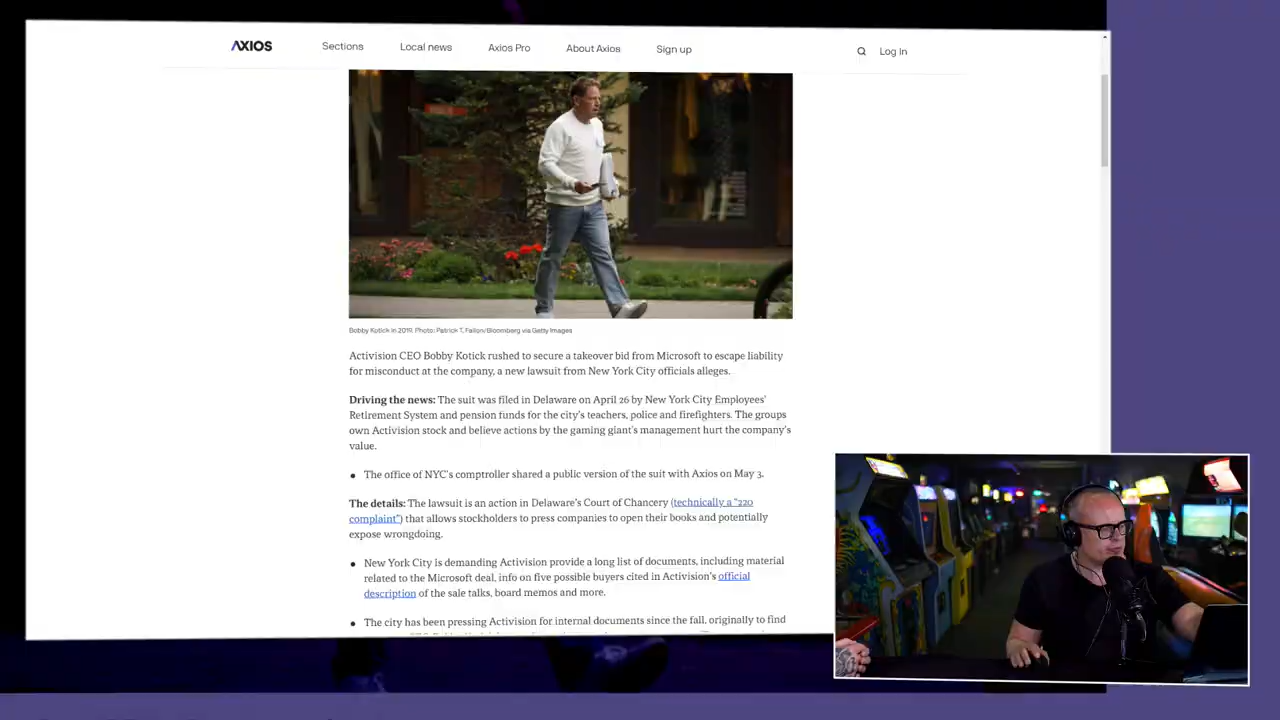 AXIOS
Sections
Local news
Axios Pro
About Axios
Sign up
Log in
Bobby Kotick in 2019. Photo: Patrick T. Fallon/Bloomberg via Getty Images
Activision CEO Bobby Kotick rushed to secure a takeover bid from Microsoft to escape liability
for misconduct at the company, a new lawsuit from New York City officials alleges.
Driving the news: The suit was filed in Delaware on April 26 by New York City Employees'
Retirement System and pension funds for the city's teachers, police and firefighters. The groups
own Activision stock and believe actions by the gaming giant's management hurt the company's
value.
• The office of NYC's comptroller shared a public version of the suit with Axios on May 3.
The details: The lawsuit is an action in Delaware's Court of Chancery (technically a "220
complaint") that allows stockholders to press companies to open their books and potentially
expose wrongdoing.
• New York City is demanding Activision provide a long list of documents, including material
related to the Microsoft deal, info on five possible buyers cited in Activision's official
description of the sale talks, board memos and more.
• The city has been pressing Activision for internal documents since the fall, originally to find